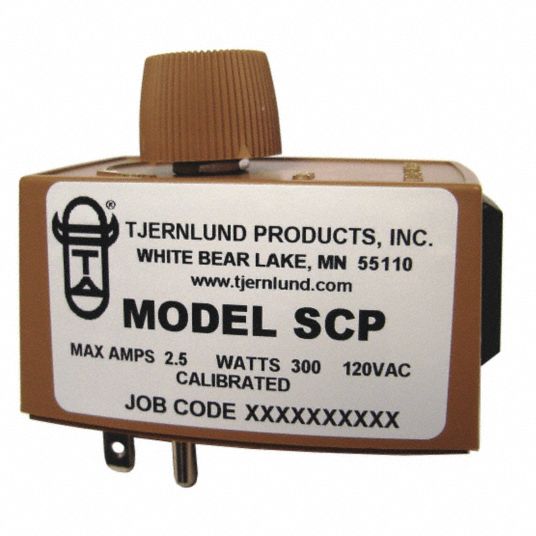 ®
TA
TJERNLUND PRODUCTS, INC.
WHITE BEAR LAKE, MN 55110
www.tjernlund.com
MODEL SCP
MAX AMPS 2.5 WATTS 300 120VAC
CALIBRATED
JOB CODE XXXXXXXXXX